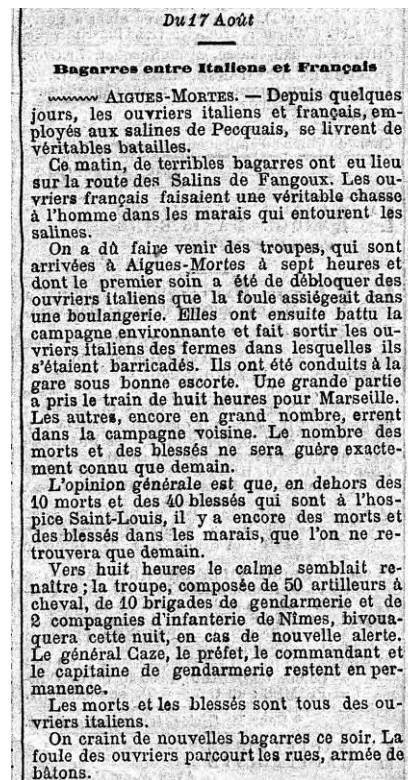 Du 17 Août
Bagarres entre Italiens et Français
AIGUES-MORTES. — Depuis quelques
jours, les ouvriers italiens et français, em-
ployés aux salines de Pecquais, se livrent de
véritables batailles.
Ce matin, de terribles bagarres ont eu lieu
sur la route des Salins de Fangoux. Les ou-
vriers français faisaient une véritable chasse
à l'homme dans les marais qui entourent les
salines.
On a dû faire venir des troupes, qui sont
arrivées à Aigues-Mortes à sept heures et
dont le premier soin a été de débloquer des
ouvriers italiens que la foule assiégeait dans
une boulangerie. Elles ont ensuite battu la
campagne environnante et fait sortir les ou-
vriers italiens des fermes dans lesquelles ils
s'étaient barricadés. Ils ont été conduits à la
gare sous bonne escorte. Une grande partie
a pris le train de huit heures pour Marseille.
Les autres, encore en grand nombre, errent
dans la campagne voisine. Le nombre des
morts et des blessés ne sera guère exacte-
ment connu que demain.
L'opinion générale est que, en dehors des
10 morts et des 40 blessés qui sont à l'hos-
pice Saint-Louis, il y a encore des morts et
des blessés dans les marais, que l'on ne re-
trouvera que demain.
Vers huit heures le calme semblait re-
naître ; la troupe, composée de 50 artilleurs à
cheval, de 10 brigades de gendarmerie et de
2 compagnies d'infanterie de Nîmes, bivoua-
quera cette nuit, en cas de nouvelle alerte.
Le général Caze, le préfet, le commandant et
le capitaine de gendarmerie restent en per-
manence.
Les morts et les blessés sont tous des ou-
vriers italiens.
On craint de nouvelles bagarres ce soir. La
foule des ouvriers parcourt les rues, armée de
bâtons.